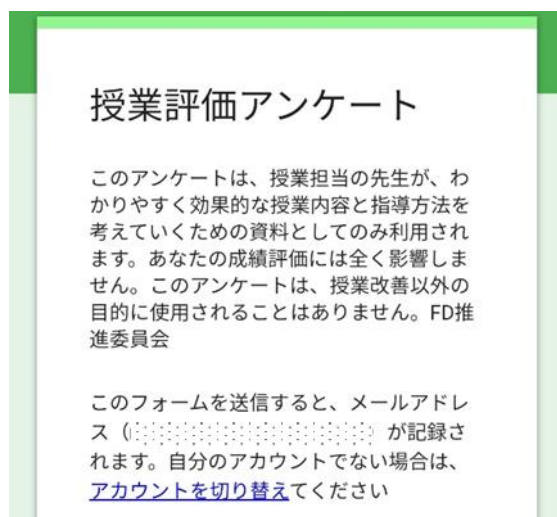 授業評価アンケート
このアンケートは、授業担当の先生が、わ
かりやすく効果的な授業内容と指導方法を
考えていくための資料としてのみ利用され
ます。あなたの成績評価には全く影響しま
せん。このアンケートは、授業改善以外の
目的に使用されることはありません。FD推
進委員会
このフォームを送信すると、メールアドレ
ス（ が記録さ
れます。自分のアカウントでない場合は、
アカウントを切り替えてください